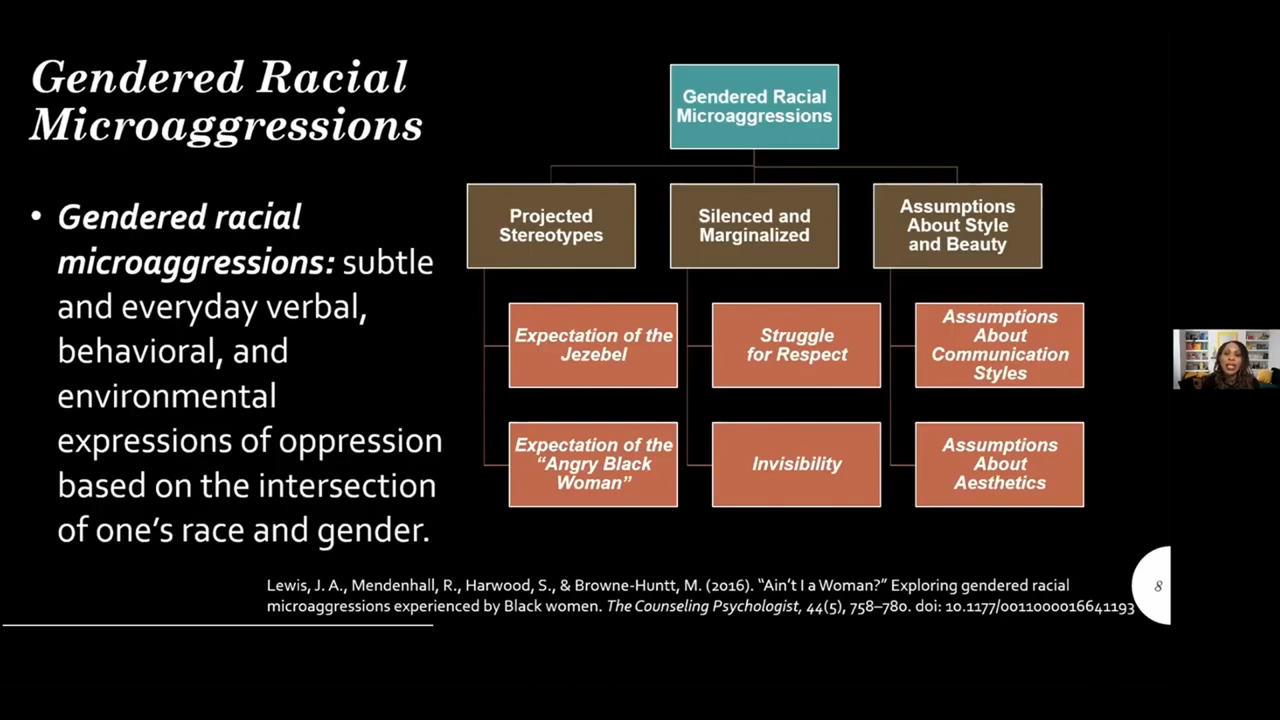 Gendered Racial
Microaggressions
• Gendered racial
microaggressions: subtle
and everyday verbal,
behavioral, and
environmental
expressions of oppression
based on the intersection
of one’s race and gender.
Gendered Racial
Microaggressions
Projected
Stereotypes
Expectation of the
Jezebel
Expectation of the
“Angry Black
Woman”
Silenced and
Marginalized
Struggle
for Respect
Invisibility
Assumptions
About Style
and Beauty
Assumptions
About
Communication
Styles
Assumptions
About
Aesthetics
Lewis, J. A., Mendenhall, R., Harwood, S., & Browne-Huntt, M. (2016). “Ain’t I a Woman?” Exploring gendered racial
microaggressions experienced by Black women. The Counseling Psychologist, 44(5), 758–780. doi: 10.1177/0011000016641193
8